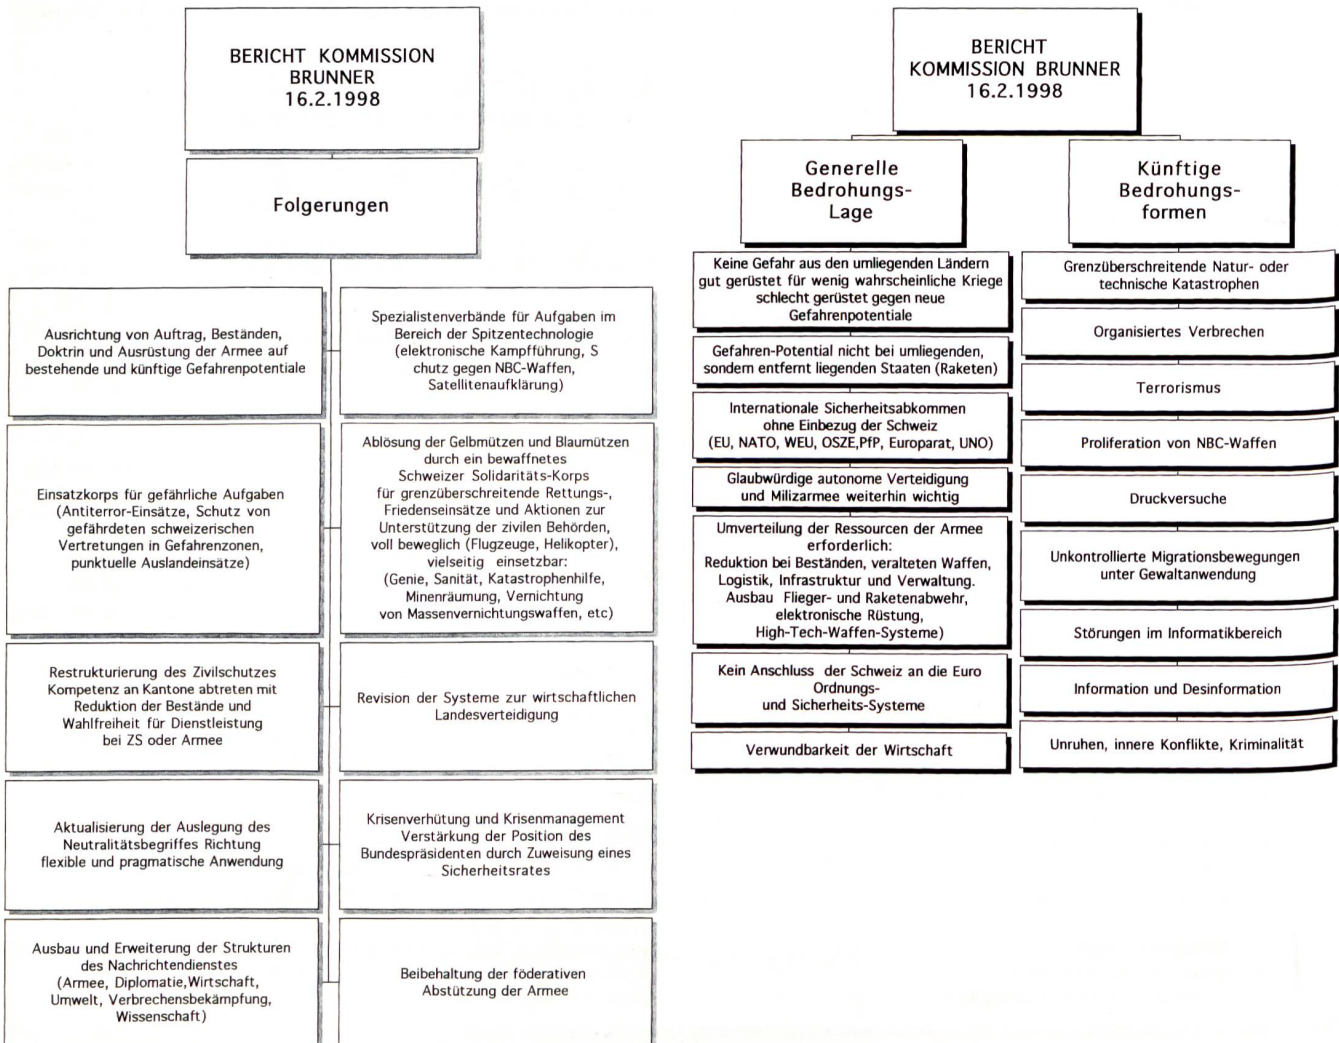 BERICHT KOMMISSION
BRUNNER
16.2.1998
Folgerungen
Ausrichtung von Auftrag, Beständen,
Doktrin und Ausrüstung der Armee auf
bestehende und künftige Gefahrenpotentiale
Spezialistenverbände für Aufgaben im
Bereich der Spitzentechnologie
(elektronische Kampfführung, S
chutz gegen NBC-Waffen,
Satellitenaufklärung)
Einsatzkorps für gefährliche Aufgaben
(Antiterror-Einsätze, Schutz von
gefährdeten schweizerischen
Vertretungen in Gefahrenzonen,
punktuelle Auslandeinsätze)
Ablösung der Gelbmützen und Blaumützen
durch ein bewaffnetes
Schweizer Solidaritäts-Korps
für grenzüberschreitende Rettungs-,
Friedenseinsätze und Aktionen zur
Unterstützung der zivilen Behörden,
voll beweglich (Flugzeuge, Helikopter),
vielseitig einsetzbar:
(Genie, Sanität, Katastrophenhilfe,
Minenräumung, Vernichtung
von Massenvernichtungswaffen, etc)
Restrukturierung des Zivilschutzes
Kompetenz an Kantone abtreten mit
Reduktion der Bestände und
Wahlfreiheit für Dienstleistung
bei ZS oder Armee
Revision der Systeme zur wirtschaftlichen
Landesverteidigung
Aktualisierung der Auslegung des
Neutralitätsbegriffes Richtung
flexible und pragmatische Anwendung
Krisenverhütung und Krisenmanagement
Verstärkung der Position des
Bundespräsidenten durch Zuweisung eines
Sicherheitsrates
Ausbau und Erweiterung der Strukturen
des Nachrichtendienstes
(Armee, Diplomatie,Wirtschaft,
Umwelt, Verbrechensbekämpfung,
Wissenschaft)
Beibehaltung der föderativen
Abstützung der Armee
BERICHT
KOMMISSION BRUNNER
16.2.1998
Generelle
Bedrohungs-
Lage
Keine Gefahr aus den umliegenden Ländern
gut gerüstet für wenig wahrscheinliche Kriege
schlecht gerüstet gegen neue
Gefahrenpotentiale
Gefahren-Potential nicht bei umliegenden,
sondern entfernt liegenden Staaten (Raketen)
Internationale Sicherheitsabkommen
ohne Einbezug der Schweiz
(EU, NATO, WEU, OSZE,PfP, Europarat, UNO)
Glaubwürdige autonome Verteidigung
und Milizarmee weiterhin wichtig
Umverteilung der Ressourcen der Armee
erforderlich:
Reduktion bei Beständen, veralteten Waffen,
Logistik, Infrastruktur und Verwaltung.
Ausbau Flieger- und Raketenabwehr,
elektronische Rüstung,
High-Tech-Waffen-Systeme)
Kein Anschluss der Schweiz an die Euro
Ordnungs-
und Sicherheits-Systeme
Verwundbarkeit der Wirtschaft
Künftige
Bedrohungs-
formen
Grenzüberschreitende Natur- oder
technische Katastrophen
Organisiertes Verbrechen
Terrorismus
Proliferation von NBC-Waffen
Druckversuche
Unkontrollierte Migrationsbewegungen
unter Gewaltanwendung
Störungen im Informatikbereich
Information und Desinformation
Unruhen, innere Konflikte, Kriminalität